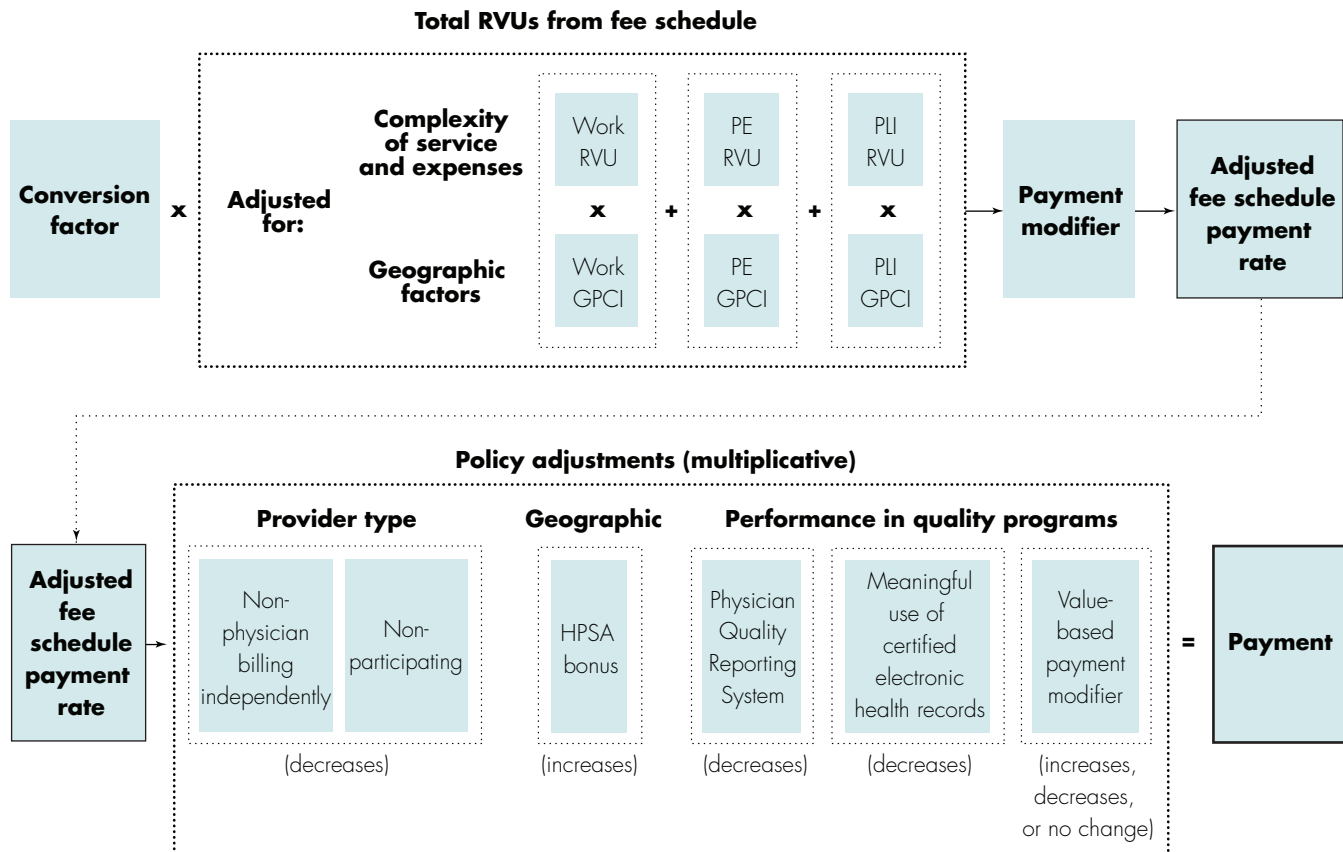 Total RVUs from fee schedule
Conversion
factor
x
Adjusted
for:
Complexity
of service
and expenses
Geographic
factors
Work
RVU
x
Work
GPCI
+
PE
RVU
x
PE
GPCI
+
PLI
RVU
x
PLI
GPCI
Payment
modifier
Adjusted
fee schedule
payment
rate
Policy adjustments (multiplicative)
Adjusted
fee
schedule
payment
rate
Provider type
Non-
physician
billing
independently
Non-
participating
(decreases)
Geographic
HPSA
bonus
(increases)
Performance in quality programs
Physician
Quality
Reporting
System
(decreases)
Meaningful
use of
certified
electronic
health records
(decreases)
Value-
based
payment
modifier
(increases,
decreases,
or no change)
=
Payment